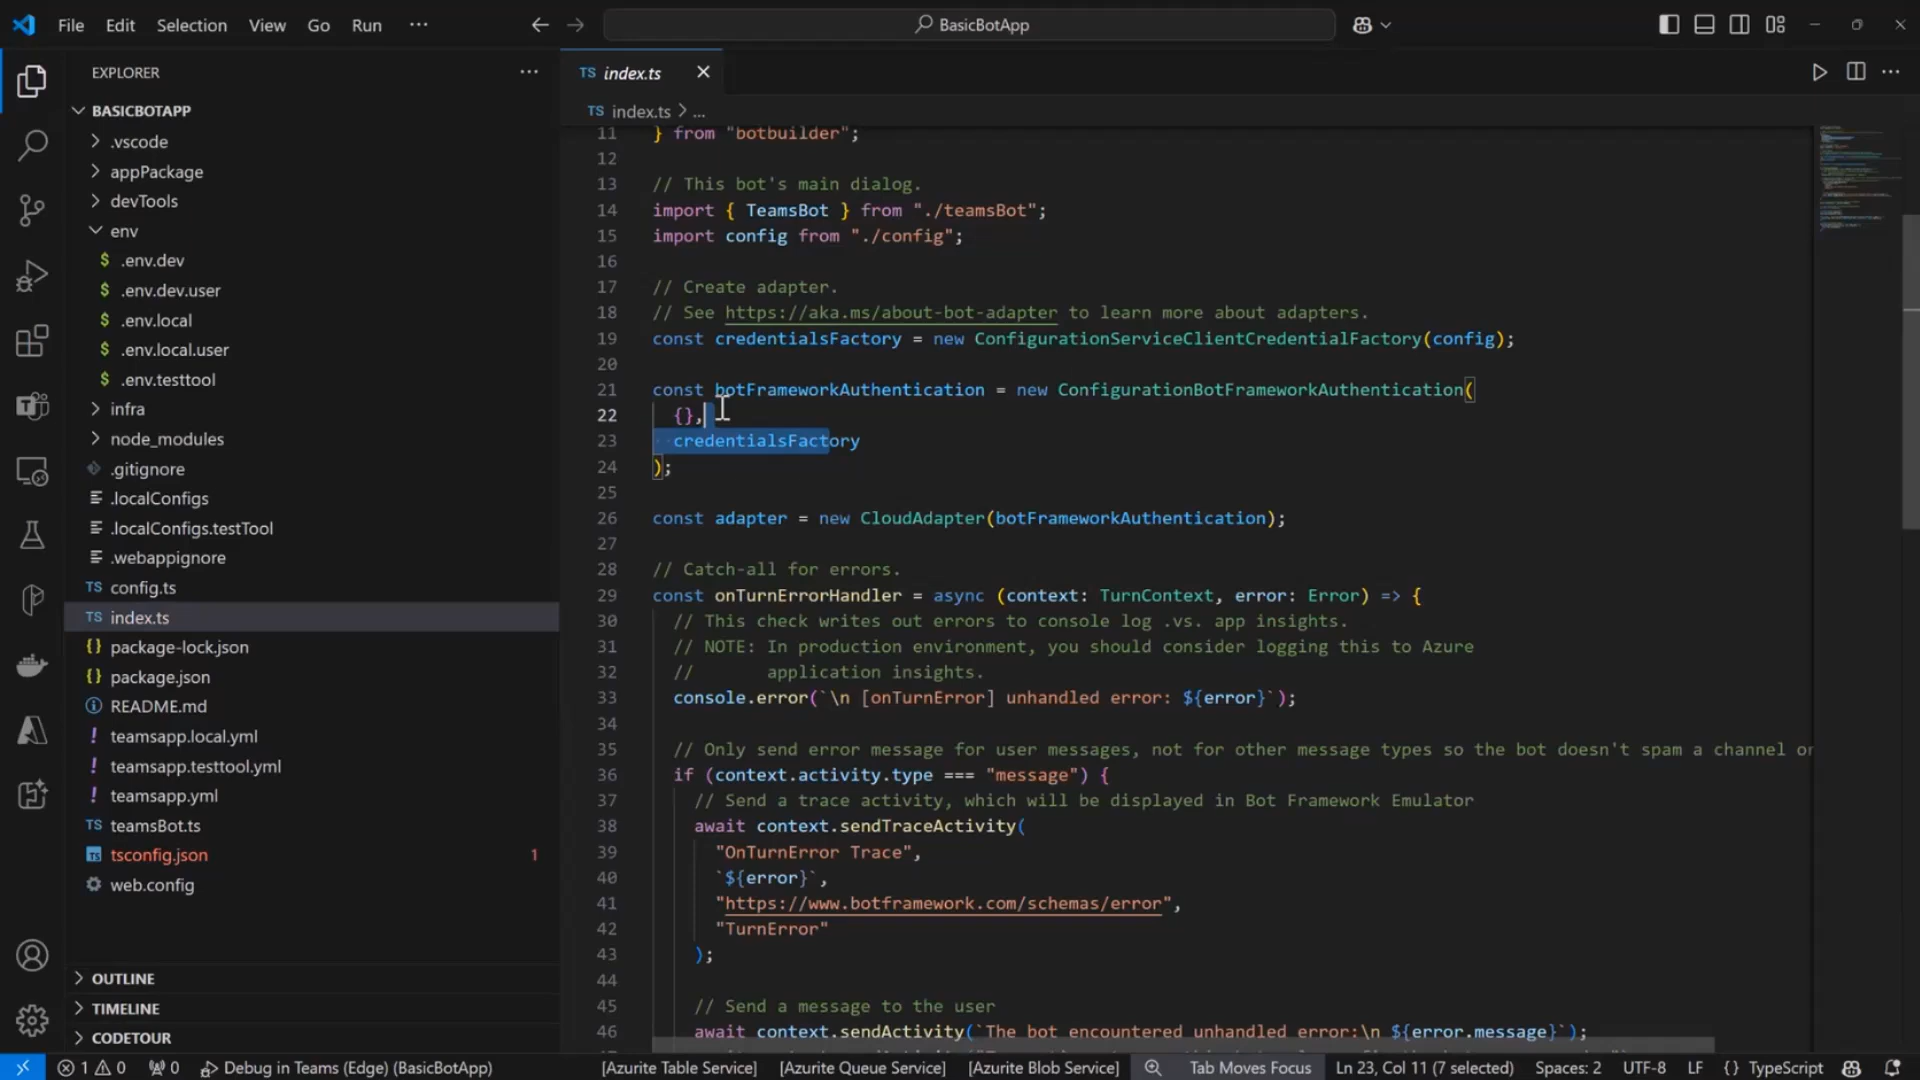 File Edit Selection View Go Run ···
BasicBotApp
EXPLORER
BASICBOTAPP
.vscode
appPackage
devTools
env
$ .env.dev
$ .env.dev.user
$ .env.local
$ .env.local.user
$ .env.testtool
infra
node_modules
.gitignore
.localConfigs
.localConfigs.testTool
.webappignore
TS config.ts
TS index.ts
{} package-lock.json
{} package.json
README.md
! teamsapp.local.yml
! teamsapp.testtool.yml
! teamsapp.yml
TS teamsBot.ts
TS tsconfig.json 1
web.config
OUTLINE
TIMELINE
CODETOUR
TS index.ts
TS index.ts > ...
11 } from "botbuilder";
12
13 // This bot's main dialog.
14 import { TeamsBot } from "./teamsBot";
15 import config from "./config";
16
17 // Create adapter.
18 // See https://aka.ms/about-bot-adapter to learn more about adapters.
19 const credentialsFactory = new ConfigurationServiceClientCredentialFactory(config);
20
21 const botFrameworkAuthentication = new ConfigurationBotFrameworkAuthentication(
22 {},
23 credentialsFactory
24 );
25
26 const adapter = new CloudAdapter(botFrameworkAuthentication);
27
28 // Catch-all for errors.
29 const onTurnErrorHandler = async (context: TurnContext, error: Error) => {
30 // This check writes out errors to console log .vs. app insights.
31 // NOTE: In production environment, you should consider logging this to Azure
32 // application insights.
33 console.error(`\n [onTurnError] unhandled error: ${error}`);
34
35 // Only send error message for user messages, not for other message types so the bot doesn't spam a channel or
36 if (context.activity.type === "message") {
37 // Send a trace activity, which will be displayed in Bot Framework Emulator
38 await context.sendTraceActivity(
39 "OnTurnError Trace",
40 `${error}`,
41 "https://www.botframework.com/schemas/error",
42 "TurnError"
43 );
44
45 // Send a message to the user
46 await context.sendActivity(`The bot encountered unhandled error:\n ${error.message}`);
1 0 0 Debug in Teams (Edge) (BasicBotApp) [Azurite Table Service] [Azurite Queue Service] [Azurite Blob Service] Tab Moves Focus Ln 23, Col 11 (7 selected) Spaces: 2 UTF-8 LF {} TypeScript